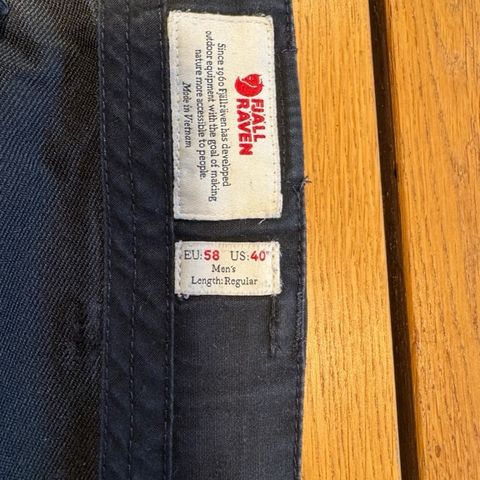 FJÄLL
RÄVEN
Since 1960 Fjällräven has developed
outdoor equipment with the goal of making
nature more accessible to people.
Made in Vietnam
EU:58 US:40"
Men's
Length:Regular